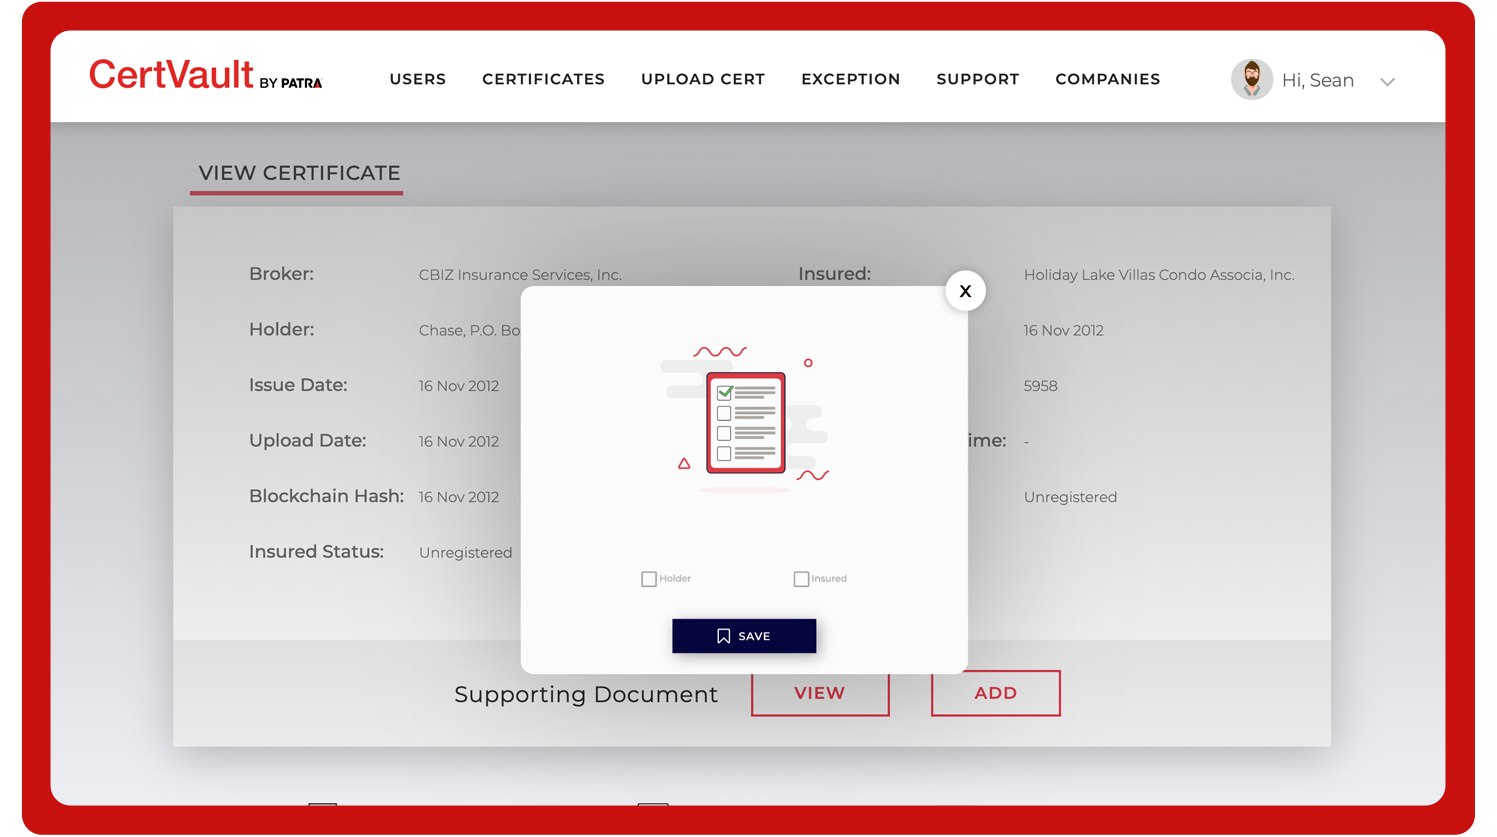 CertVault BY PATRA
USERS CERTIFICATES UPLOAD CERT EXCEPTION SUPPORT COMPANIES Hi, Sean
VIEW CERTIFICATE
Broker: CBIZ Insurance Services, Inc. Insured: Holiday Lake Villas Condo Associa, Inc.
X
Holder: Chase, P.O. Bo 16 Nov 2012
Issue Date: 16 Nov 2012 5958
Upload Date: 16 Nov 2012 ime: -
Blockchain Hash: 16 Nov 2012 Unregistered
Insured Status: Unregistered
Holder Insured
SAVE
Supporting Document VIEW ADD